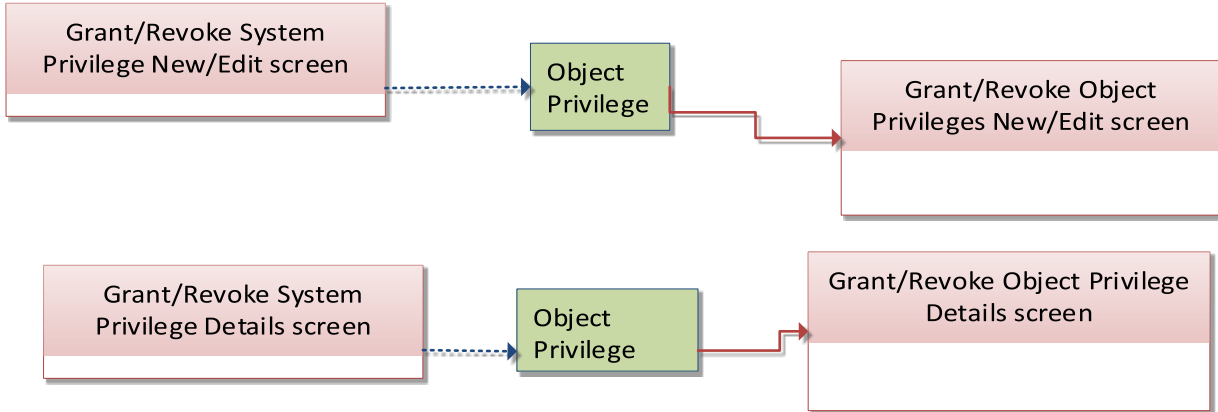 Grant/Revoke System
Privilege New/Edit screen
Object
Privilege
Grant/Revoke Object
Privileges New/Edit screen
Grant/Revoke System
Privilege Details screen
Object
Privilege
Grant/Revoke Object Privilege
Details screen